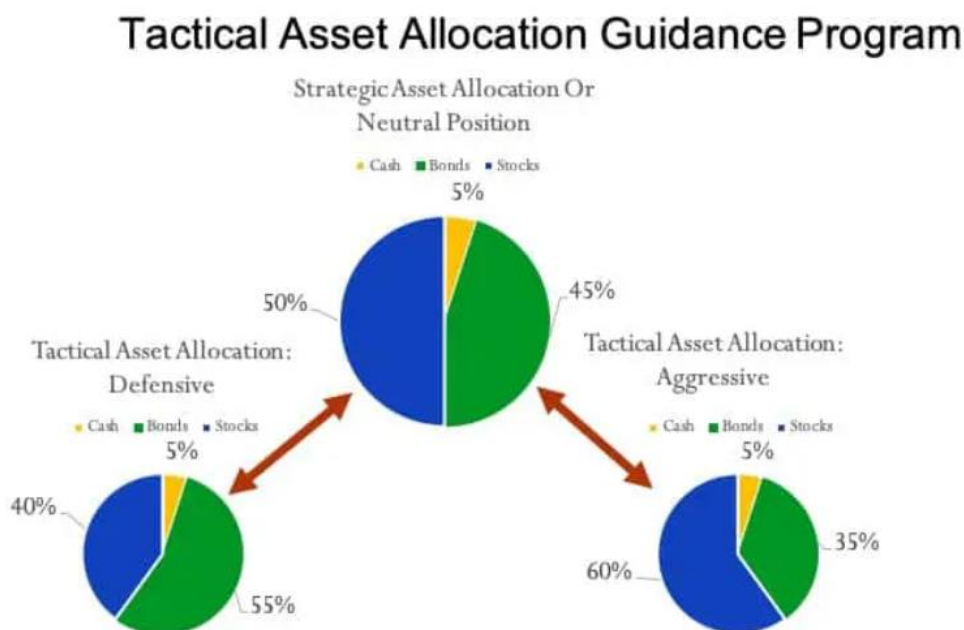 Tactical Asset Allocation Guidance Program
Strategic Asset Allocation Or
Neutral Position
Cash Bonds Stocks
5%
50%
45%
Tactical Asset Allocation:
Defensive
Cash Bonds Stocks
5%
40%
55%
Tactical Asset Allocation:
Aggressive
Cash Bonds Stocks
5%
35%
60%